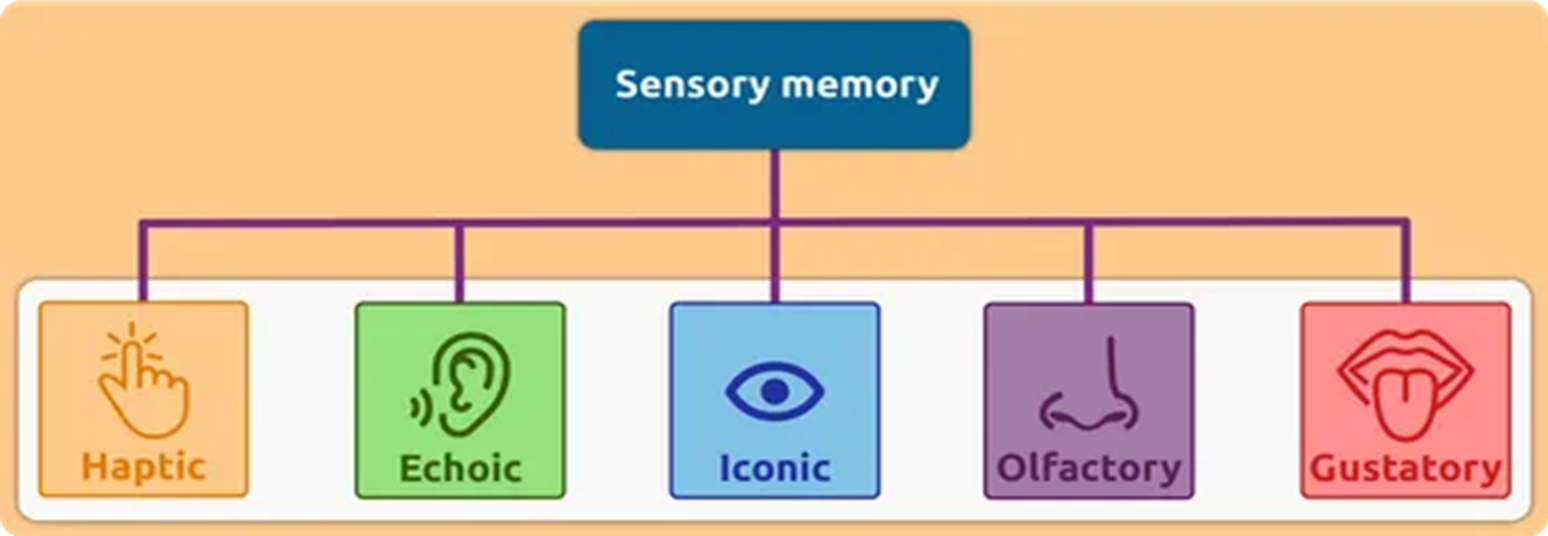 Sensory memory
Haptic
Echoic
Iconic
Olfactory
Gustatory